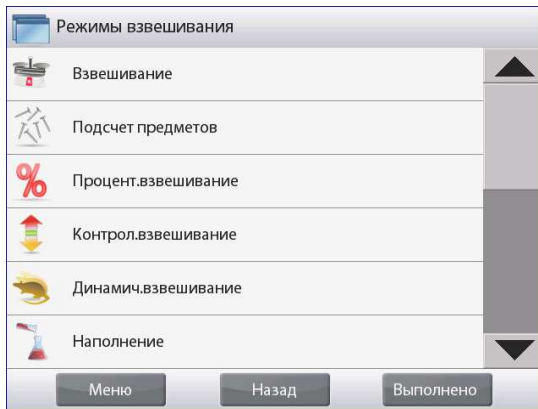 Режимы взвешивания
Взвешивание
Подсчет предметов
Процент.взвешивание
Контрол.взвешивание
Динамич.взвешивание
Наполнение
Меню Назад Выполнено